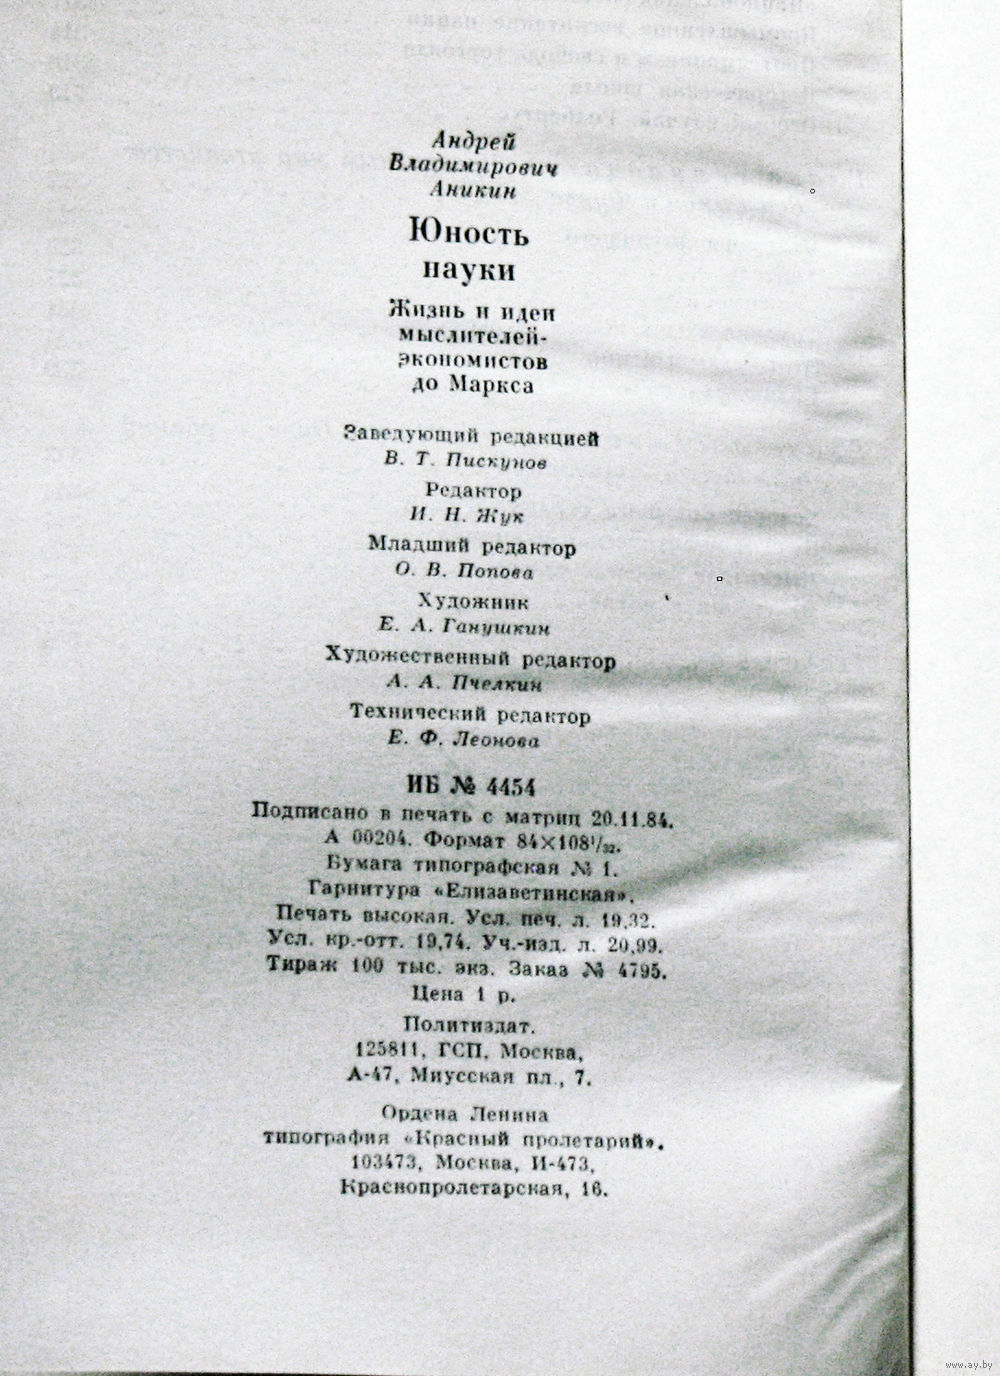 Андрей
Владимирович
Аникин
Юность
науки
Жизнь и идеи
мыслителей-
экономистов
до Маркса
Заведующий редакцией
В. Т. Пискунов
Редактор
И. Н. Жук
Младший редактор
О. В. Попова
Художник
Е. А. Ганушкин
Художественный редактор
А. А. Пчелкин
Технический редактор
Е. Ф. Леонова
ИБ № 4454
Подписано в печать с матриц 20.11.84.
А 00204. Формат 84×108¹/₃₂.
Бумага типографская № 1.
Гарнитура «Елизаветинская».
Печать высокая. Усл. печ. л. 19,32.
Усл. кр.-отт. 19,74. Уч.-изд. л. 20,99.
Тираж 100 тыс. экз. Заказ № 4795.
Цена 1 р.
Политиздат.
125811, ГСП, Москва,
А-47, Миусская пл., 7.
Ордена Ленина
типография «Красный пролетарий».
103473, Москва, И-473,
Краснопролетарская, 16.
www.ay.by